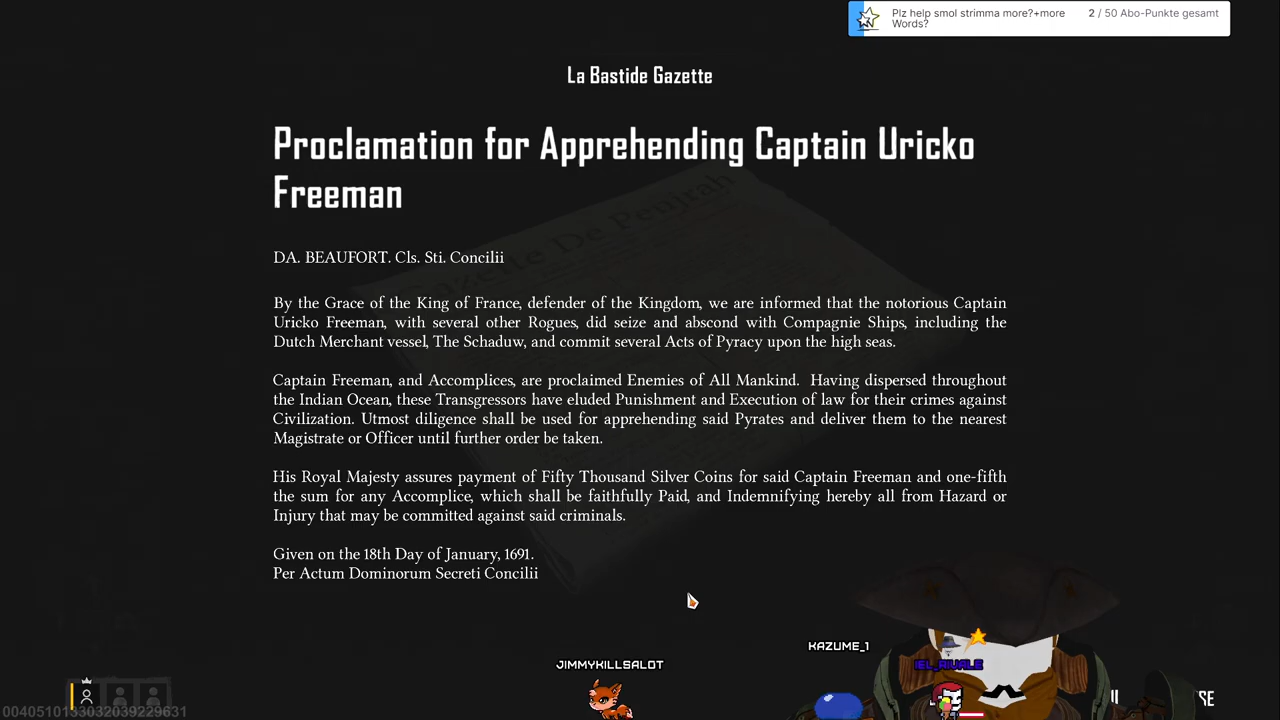 Plz help smol strimma more?+more
Words?
2 / 50 Abo-Punkte gesamt
La Bastide Gazette
Proclamation for Apprehending Captain Uricko
Freeman
DA. BEAUFORT. Cls. Sti. Concilii
By the Grace of the King of France, defender of the Kingdom, we are informed that the notorious Captain
Uricko Freeman, with several other Rogues, did seize and abscond with Compagnie Ships, including the
Dutch Merchant vessel, The Schaduw, and commit several Acts of Pyracy upon the high seas.
Captain Freeman, and Accomplices, are proclaimed Enemies of All Mankind. Having dispersed throughout
the Indian Ocean, these Transgressors have eluded Punishment and Execution of law for their crimes against
Civilization. Utmost diligence shall be used for apprehending said Pyrates and deliver them to the nearest
Magistrate or Officer until further order be taken.
His Royal Majesty assures payment of Fifty Thousand Silver Coins for said Captain Freeman and one-fifth
the sum for any Accomplice, which shall be faithfully Paid, and Indemnifying hereby all from Hazard or
Injury that may be committed against said criminals.
Given on the 18th Day of January, 1691.
Per Actum Dominorum Secreti Concilii
Gazette De Penjrah
KAZUME_1
JIMMYKILLSALOT
IEL_RIVALE
0040510133032039229631